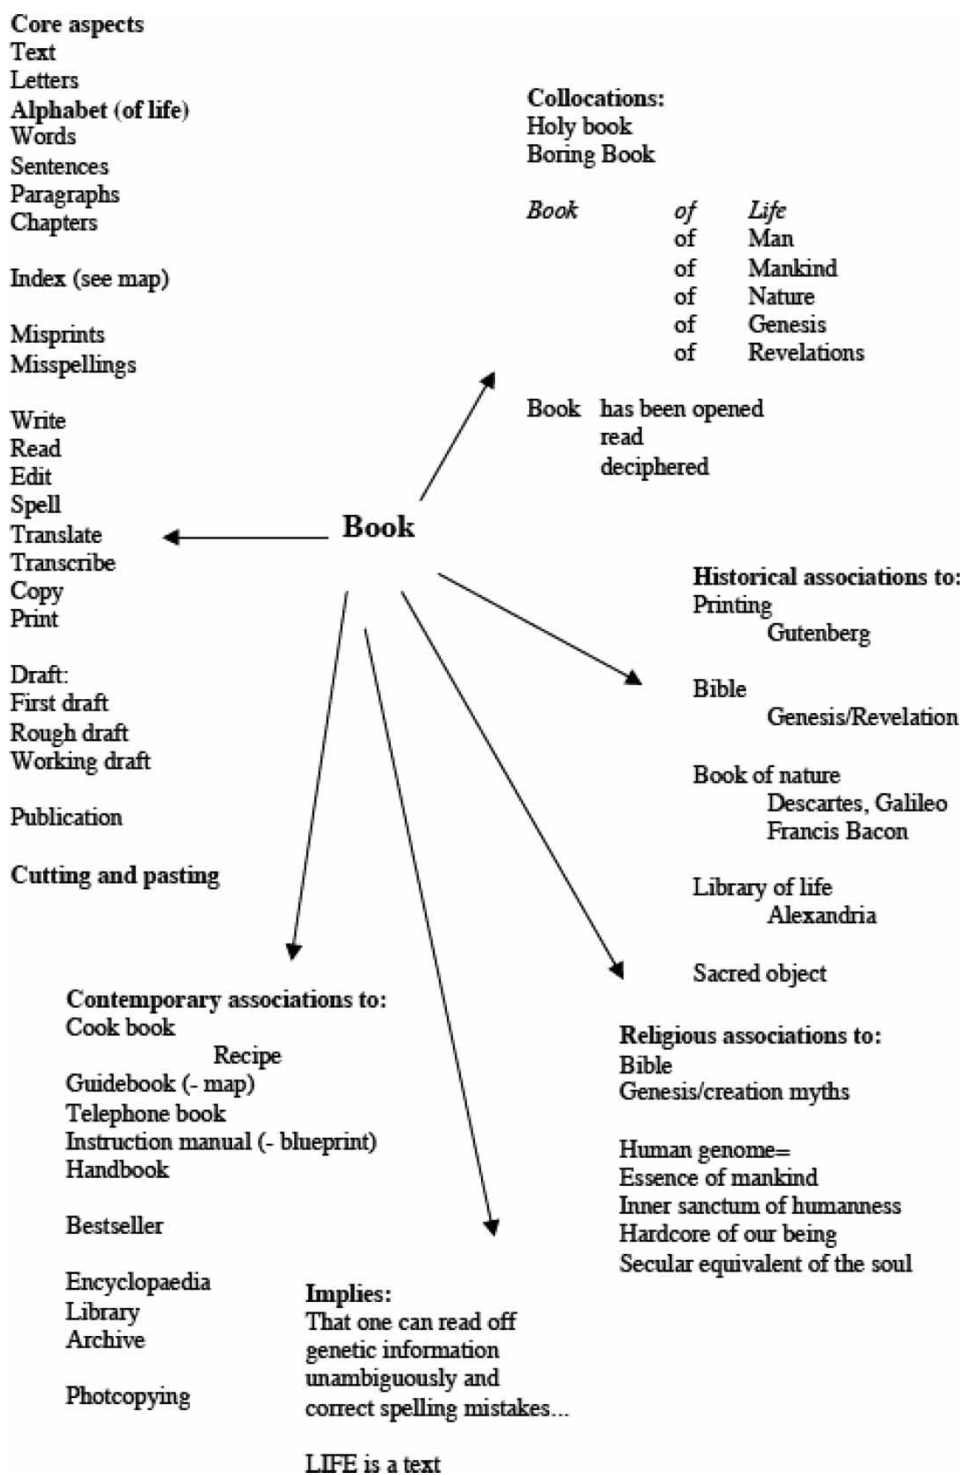 Core aspects
Text
Letters
Alphabet (of life)
Words
Sentences
Paragraphs
Chapters
Index (see map)
Misprints
Misspellings
Write
Read
Edit
Spell
Translate
Transcribe
Copy
Print
Draft:
First draft
Rough draft
Working draft
Publication
Cutting and pasting
Collocations:
Holy book
Boring Book
Book of Life
of Man
of Mankind
of Nature
of Genesis
of Revelations
Book has been opened
read
deciphered
Book
Historical associations to:
Printing
Gutenberg
Bible
Genesis/Revelation
Book of nature
Descartes, Galileo
Francis Bacon
Library of life
Alexandria
Sacred object
Contemporary associations to:
Cook book
Recipe
Guidebook (- map)
Telephone book
Instruction manual (- blueprint)
Handbook
Bestseller
Encyclopaedia
Library
Archive
Photcopying
Implies:
That one can read off
genetic information
unambiguously and
correct spelling mistakes...
LIFE is a text
Religious associations to:
Bible
Genesis/creation myths
Human genome=
Essence of mankind
Inner sanctum of humanness
Hardcore of our being
Secular equivalent of the soul